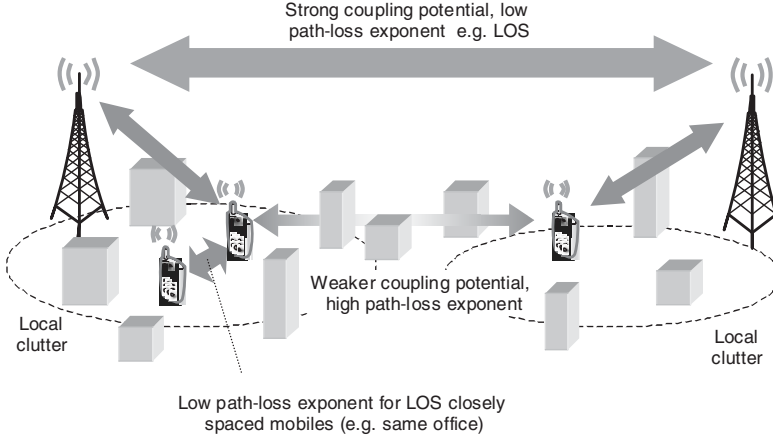 Strong coupling potential, low
path-loss exponent e.g. LOS
Weaker coupling potential,
high path-loss exponent
Local
clutter
Local
clutter
Low path-loss exponent for LOS closely
spaced mobiles (e.g. same office)